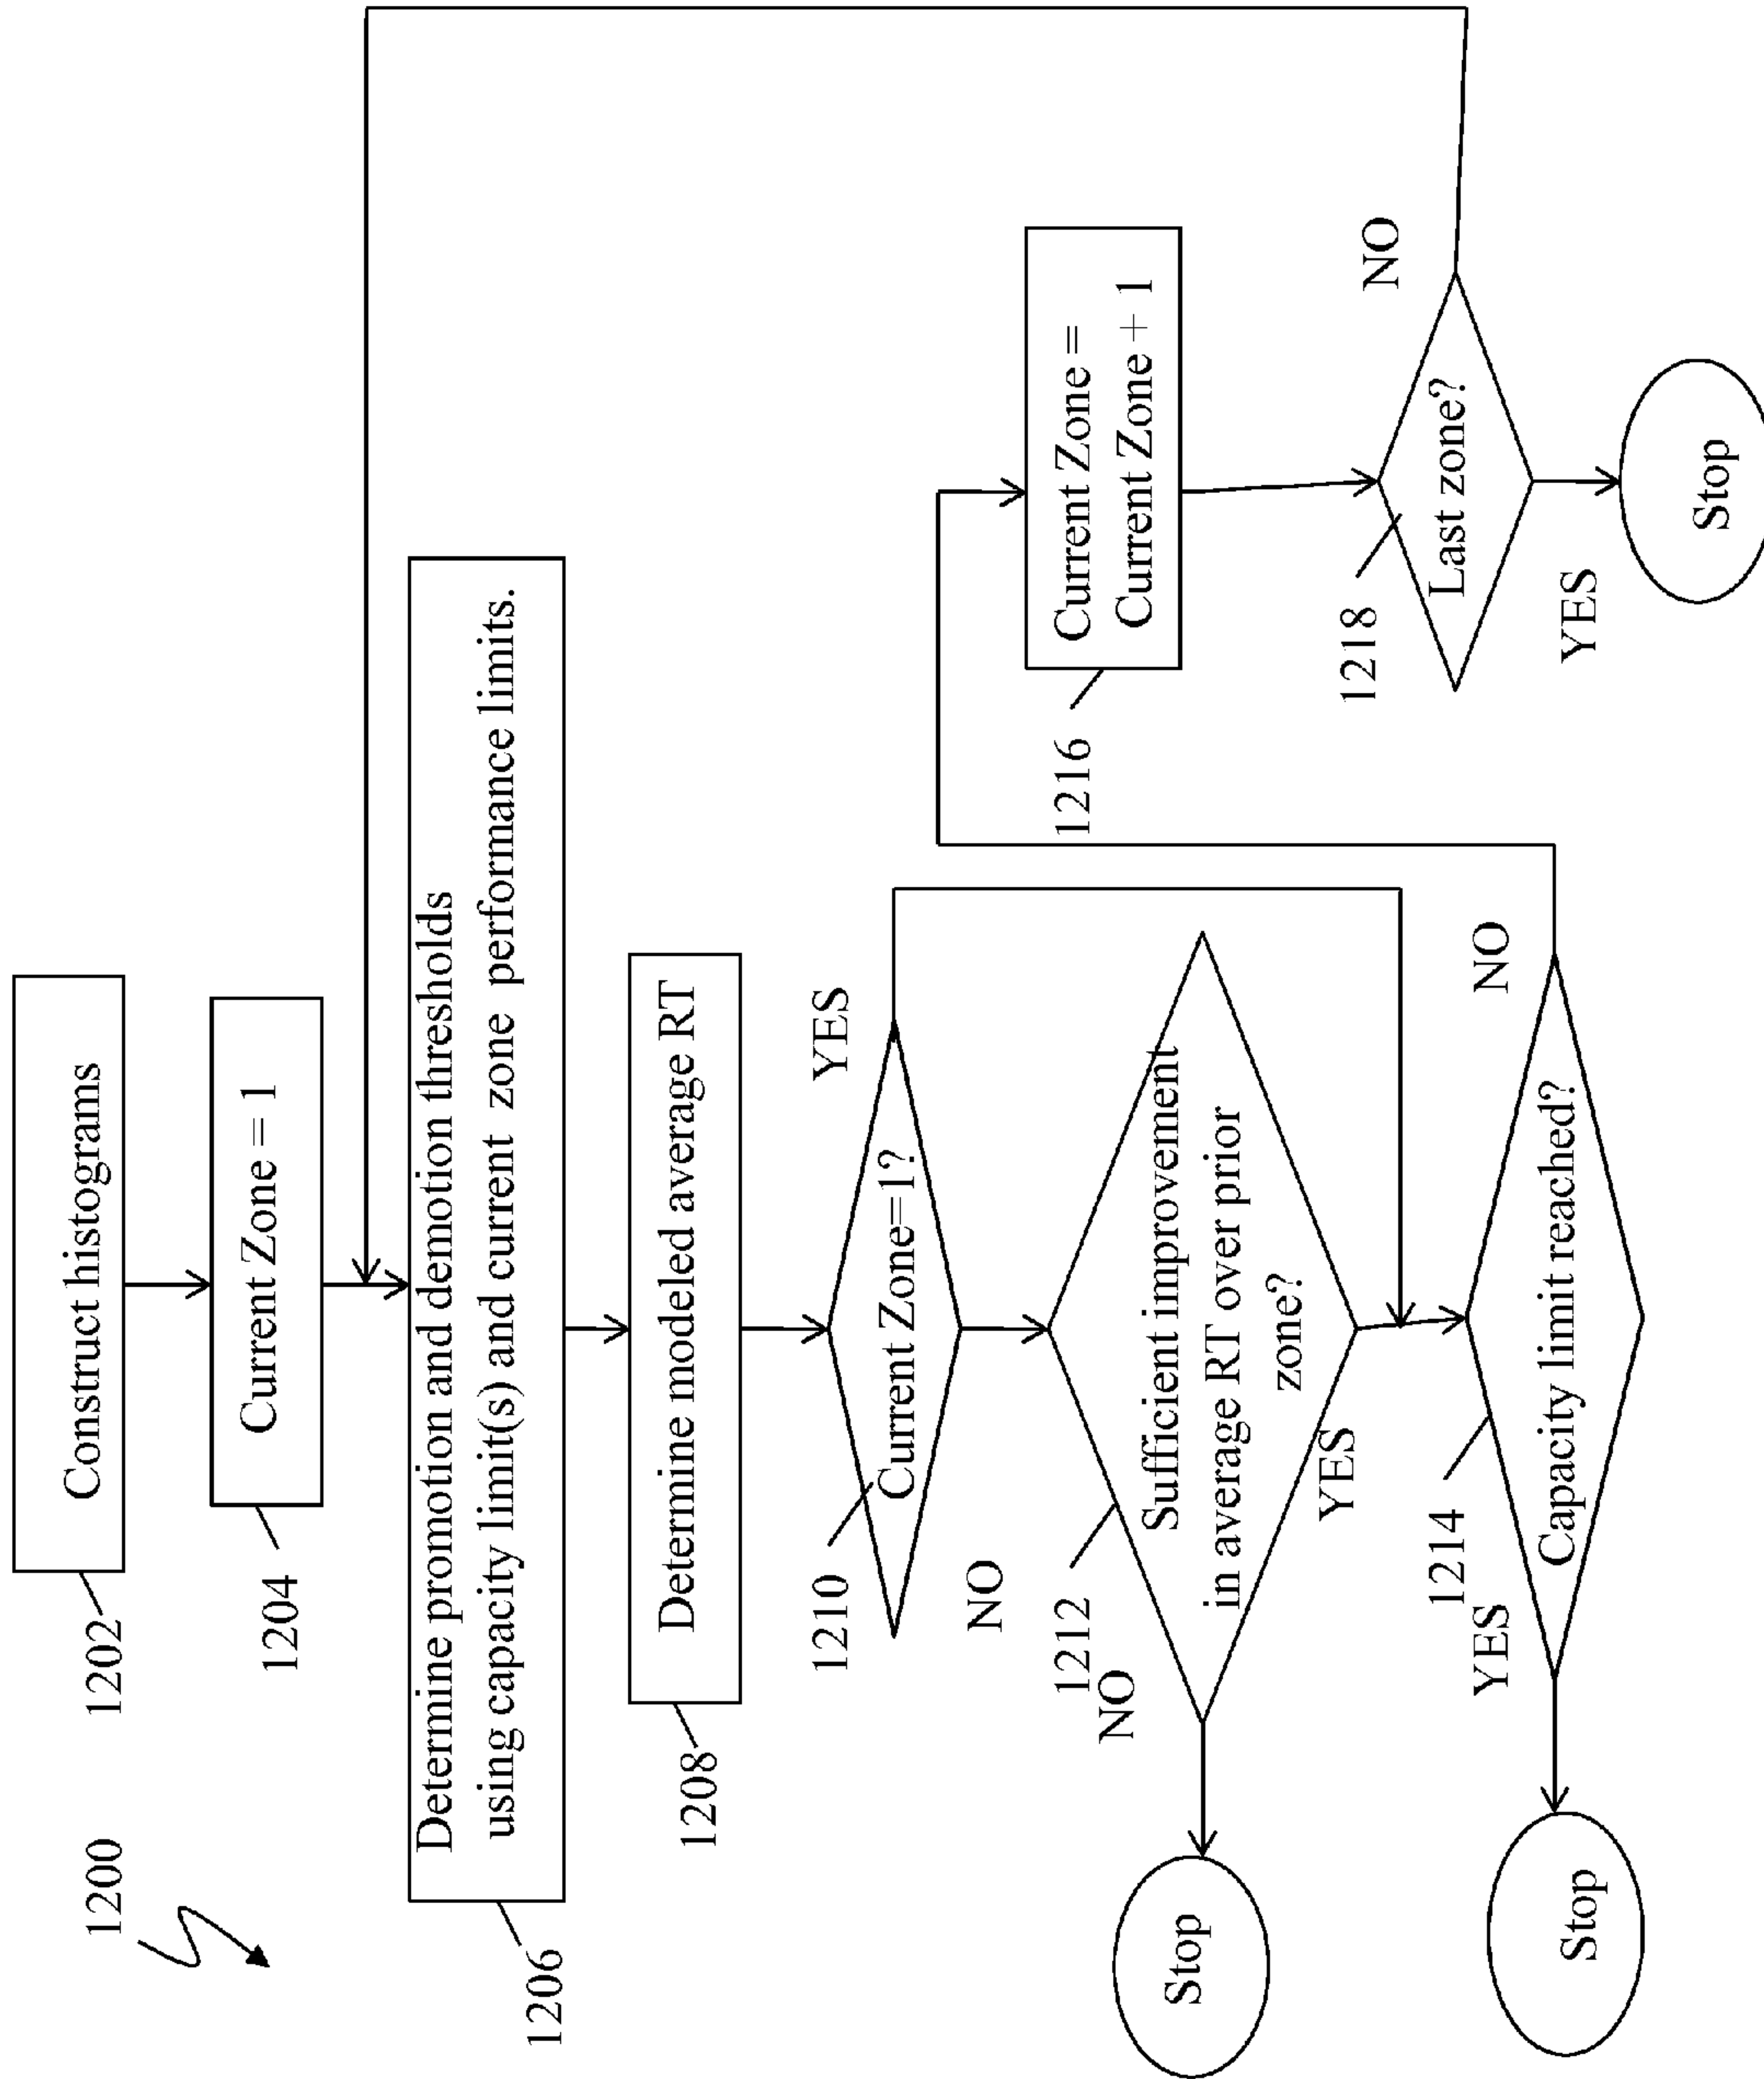 1200
1202
Construct histograms
1204
Current Zone = 1
1206
Determine promotion and demotion thresholds
using capacity limit(s) and current zone performance limits.
1208
Determine modeled average RT
1210
Current Zone=1?
YES
NO
1212
NO
Sufficient improvement
in average RT over prior
zone?
YES
Stop
1214
YES
Capacity limit reached?
NO
Stop
1216
Current Zone =
Current Zone + 1
1218
Last zone?
NO
YES
Stop